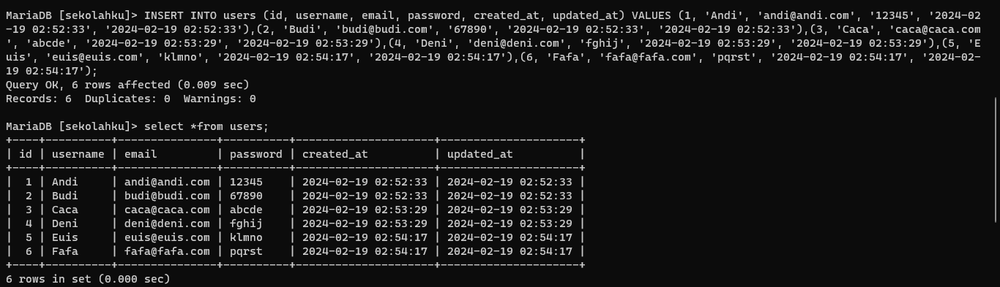 MariaDB [sekolahku]> INSERT INTO users (id, username, email, password, created_at, updated_at) VALUES (1, 'Andi', 'andi@andi.com', '12345', '2024-02
-19 02:52:33', '2024-02-19 02:52:33'),(2, 'Budi', 'budi@budi.com', '67890', '2024-02-19 02:52:33', '2024-02-19 02:52:33'),(3, 'Caca', 'caca@caca.com
', 'abcde', '2024-02-19 02:53:29', '2024-02-19 02:53:29'),(4, 'Deni', 'deni@deni.com', 'fghij', '2024-02-19 02:53:29', '2024-02-19 02:53:29'),(5, 'E
uis', 'euis@euis.com', 'klmno', '2024-02-19 02:54:17', '2024-02-19 02:54:17'),(6, 'Fafa', 'fafa@fafa.com', 'pqrst', '2024-02-19 02:54:17', '2024-02-
19 02:54:17');
Query OK, 6 rows affected (0.009 sec)
Records: 6  Duplicates: 0  Warnings: 0

MariaDB [sekolahku]> select *from users;
+----+----------+---------------+----------+---------------------+---------------------+
| id | username | email         | password | created_at          | updated_at          |
+----+----------+---------------+----------+---------------------+---------------------+
|  1 | Andi     | andi@andi.com | 12345    | 2024-02-19 02:52:33 | 2024-02-19 02:52:33 |
|  2 | Budi     | budi@budi.com | 67890    | 2024-02-19 02:52:33 | 2024-02-19 02:52:33 |
|  3 | Caca     | caca@caca.com | abcde    | 2024-02-19 02:53:29 | 2024-02-19 02:53:29 |
|  4 | Deni     | deni@deni.com | fghij    | 2024-02-19 02:53:29 | 2024-02-19 02:53:29 |
|  5 | Euis     | euis@euis.com | klmno    | 2024-02-19 02:54:17 | 2024-02-19 02:54:17 |
|  6 | Fafa     | fafa@fafa.com | pqrst    | 2024-02-19 02:54:17 | 2024-02-19 02:54:17 |
+----+----------+---------------+----------+---------------------+---------------------+
6 rows in set (0.000 sec)